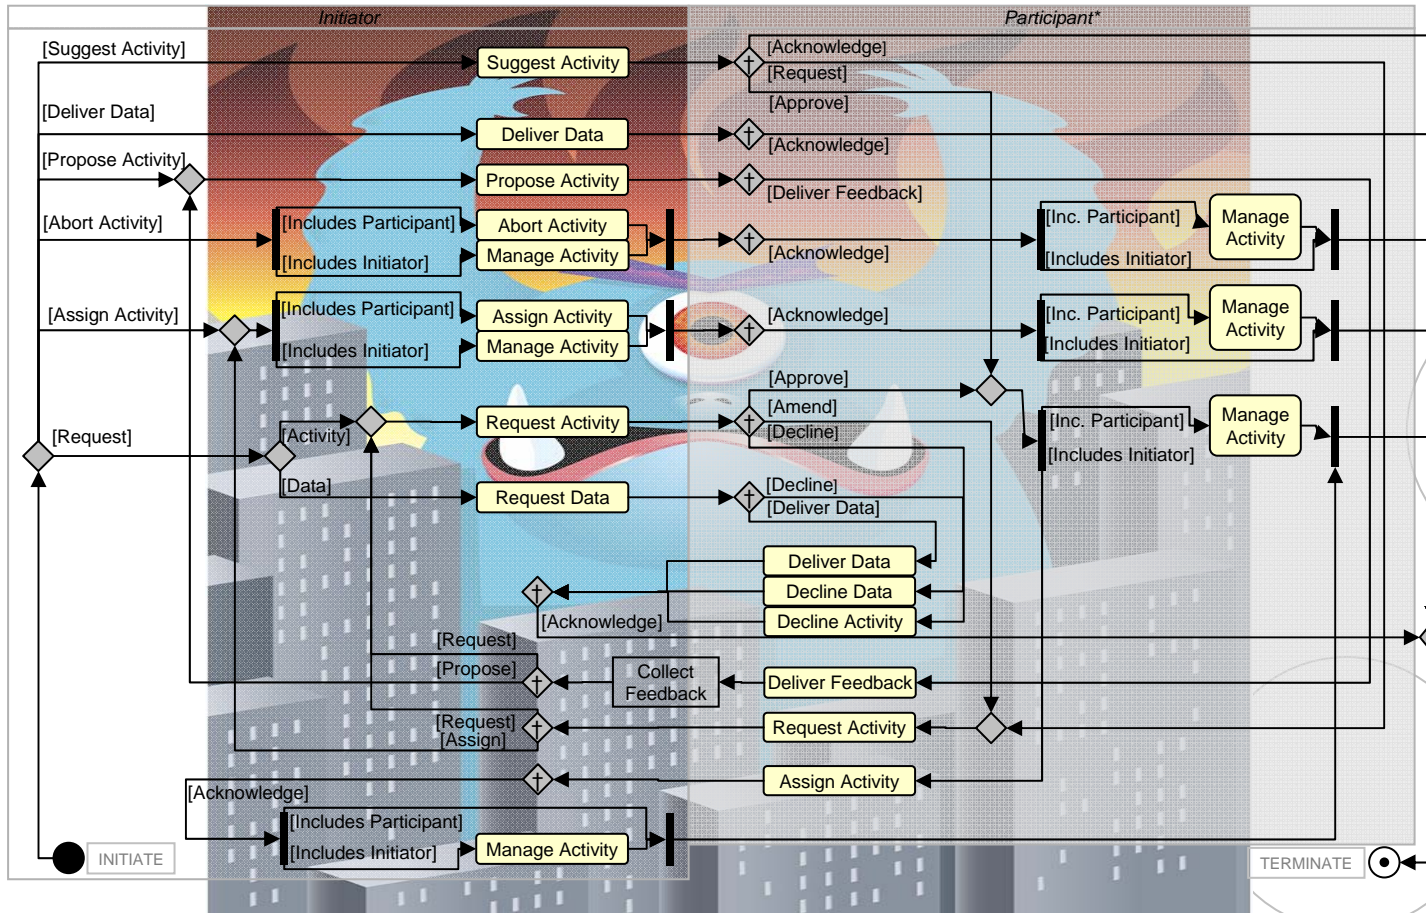 Initiator
Participant*
[Suggest Activity]
Suggest Activity
[Acknowledge]
[Request]
[Approve]
[Deliver Data]
Deliver Data
[Acknowledge]
[Propose Activity]
Propose Activity
[Deliver Feedback]
[Abort Activity]
[Includes Participant]
Abort Activity
[Includes Initiator]
Manage Activity
[Acknowledge]
[Inc. Participant]
[Includes Initiator]
Manage
Activity
[Assign Activity]
[Includes Participant]
Assign Activity
[Includes Initiator]
Manage Activity
[Acknowledge]
[Inc. Participant]
[Includes Initiator]
Manage
Activity
[Request]
[Activity]
[Data]
Request Activity
[Approve]
[Amend]
[Decline]
[Inc. Participant]
[Includes Initiator]
Manage
Activity
Request Data
[Decline]
[Deliver Data]
Deliver Data
Decline Data
Decline Activity
[Acknowledge]
[Request]
[Propose]
Collect
Feedback
Deliver Feedback
[Request]
[Assign]
Request Activity
Assign Activity
[Acknowledge]
[Includes Participant]
[Includes Initiator]
Manage Activity
INITIATE
TERMINATE